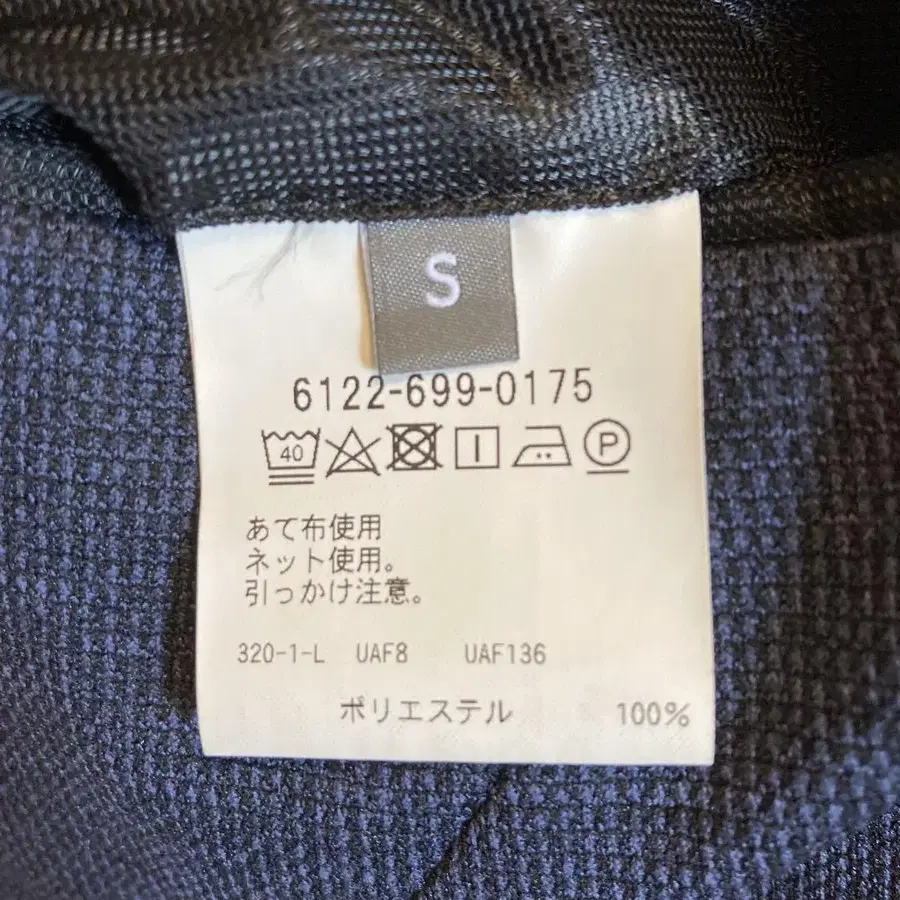 S
6122-699-0175
40 P
あて布使用
ネット使用。
引っかけ注意。
320-1-L UAF8 UAF136
ポリエステル 100%